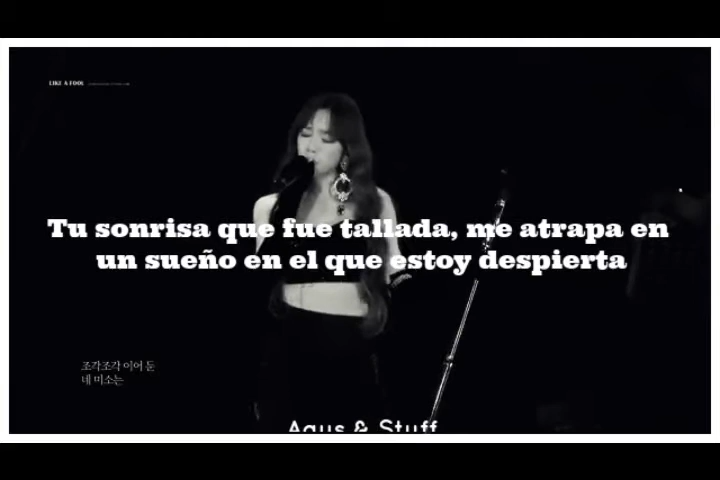 LIKE A FOOL
Tu sonrisa que fue tallada, me atrapa en
un sueño en el que estoy despierta
조각조각 이어 둔
네 미소는
Agus & Stuff